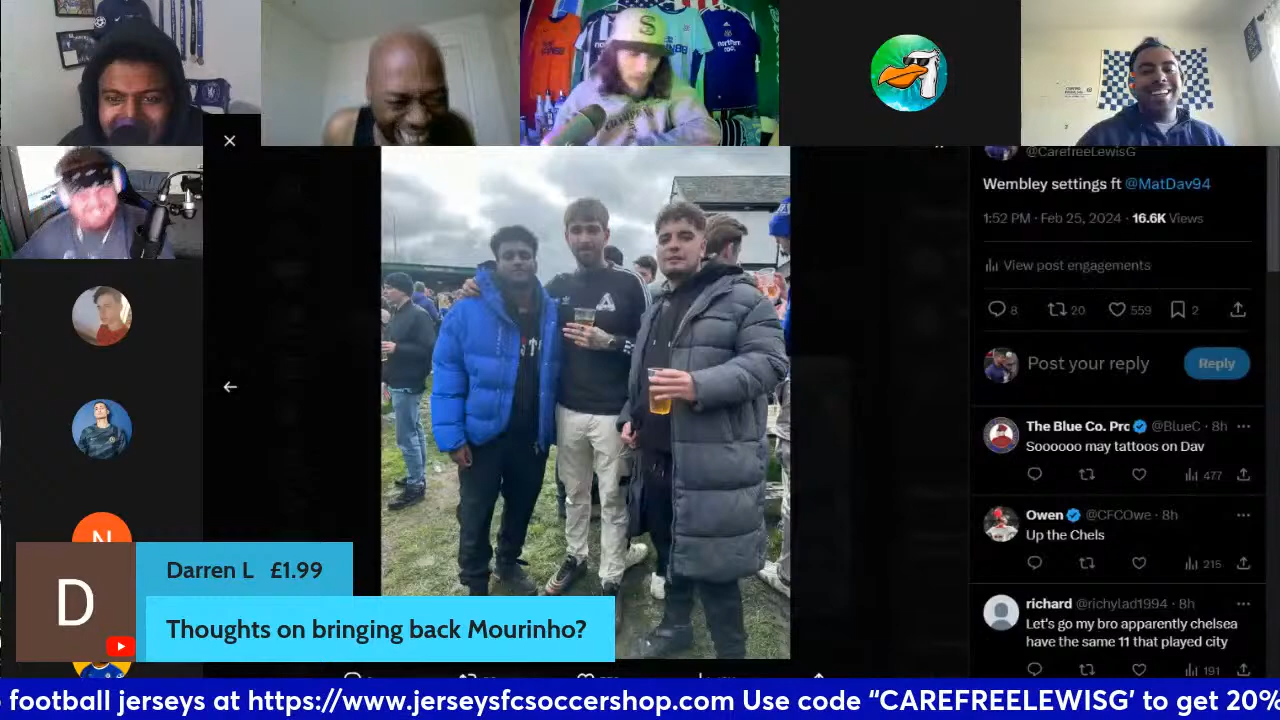 @CarefreeLewisG
Wembley settings ft @MatDav94
1:52 PM · Feb 25, 2024 · 16.6K Views
View post engagements
8 20 559 2
Post your reply
Reply
The Blue Co. Prc @BlueC · 8h
Soooooo may tattoos on Dav
477
Owen @CFCOwe · 8h
Up the Chels
215
richard @richylad1994 · 8h
Let's go my bro apparently chelsea
have the same 11 that played city
191
N
D
Darren L £1.99
Thoughts on bringing back Mourinho?
football jerseys at https://www.jerseysfcsoccershop.com Use code “CAREFREELEWISG’ to get 20%